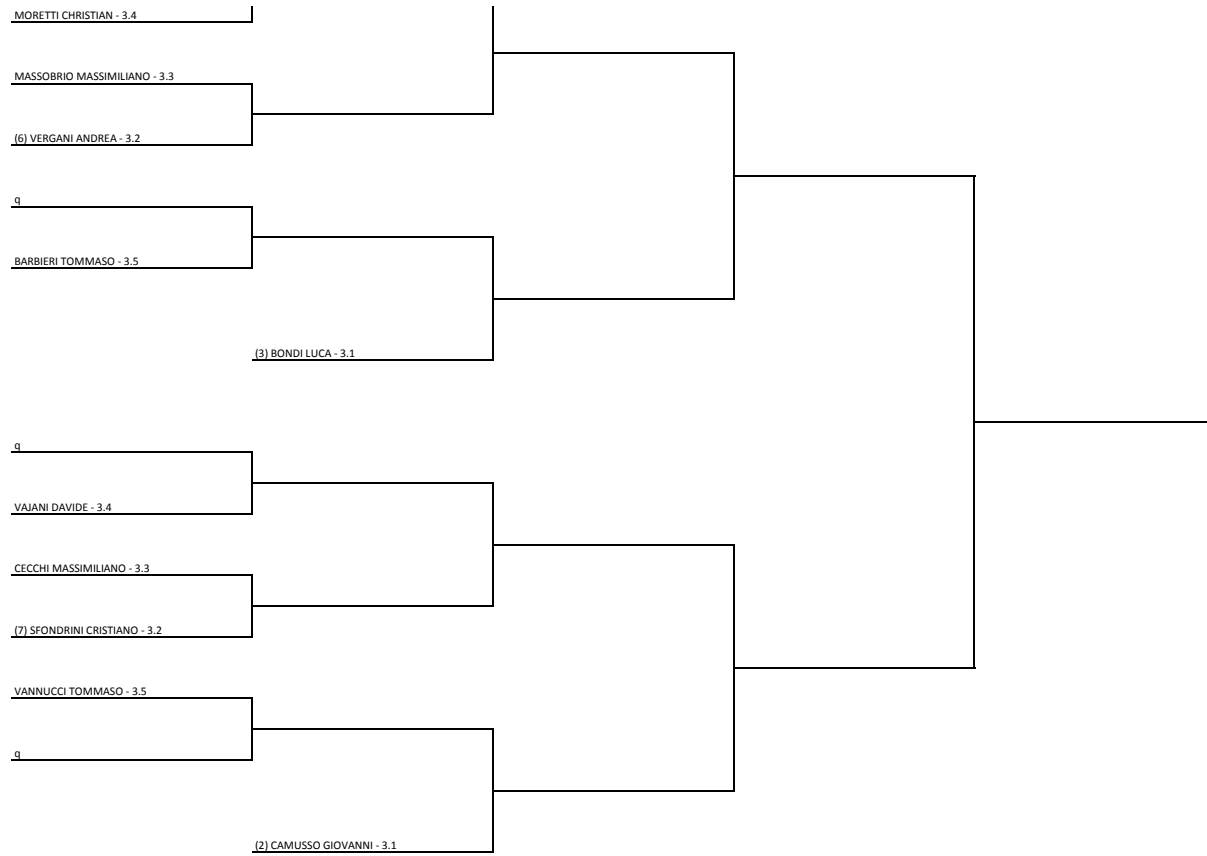 MORETTI CHRISTIAN - 3.4
MASSOBRIO MASSIMILIANO - 3.3
(6) VERGANI ANDREA - 3.2
q
BARBIERI TOMMASO - 3.5
(3) BONDI LUCA - 3.1
q
VAJANI DAVIDE - 3.4
CECCHI MASSIMILIANO - 3.3
(7) SFONDRINI CRISTIANO - 3.2
VANNUCCI TOMMASO - 3.5
q
(2) CAMUSSO GIOVANNI - 3.1